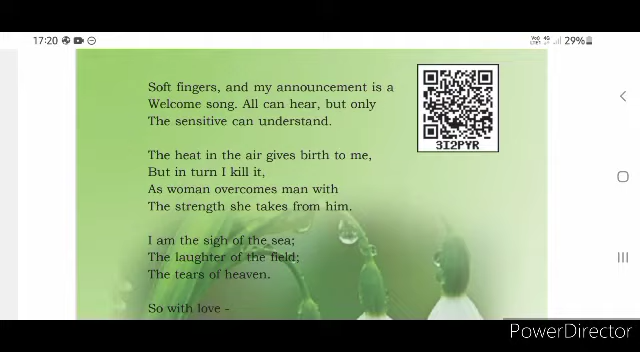 17:20
29%
Soft fingers, and my announcement is a
Welcome song. All can hear, but only
The sensitive can understand.
3I2PYR
The heat in the air gives birth to me,
But in turn I kill it,
As woman overcomes man with
The strength she takes from him.
I am the sigh of the sea;
The laughter of the field;
The tears of heaven.
So with love -
PowerDirector